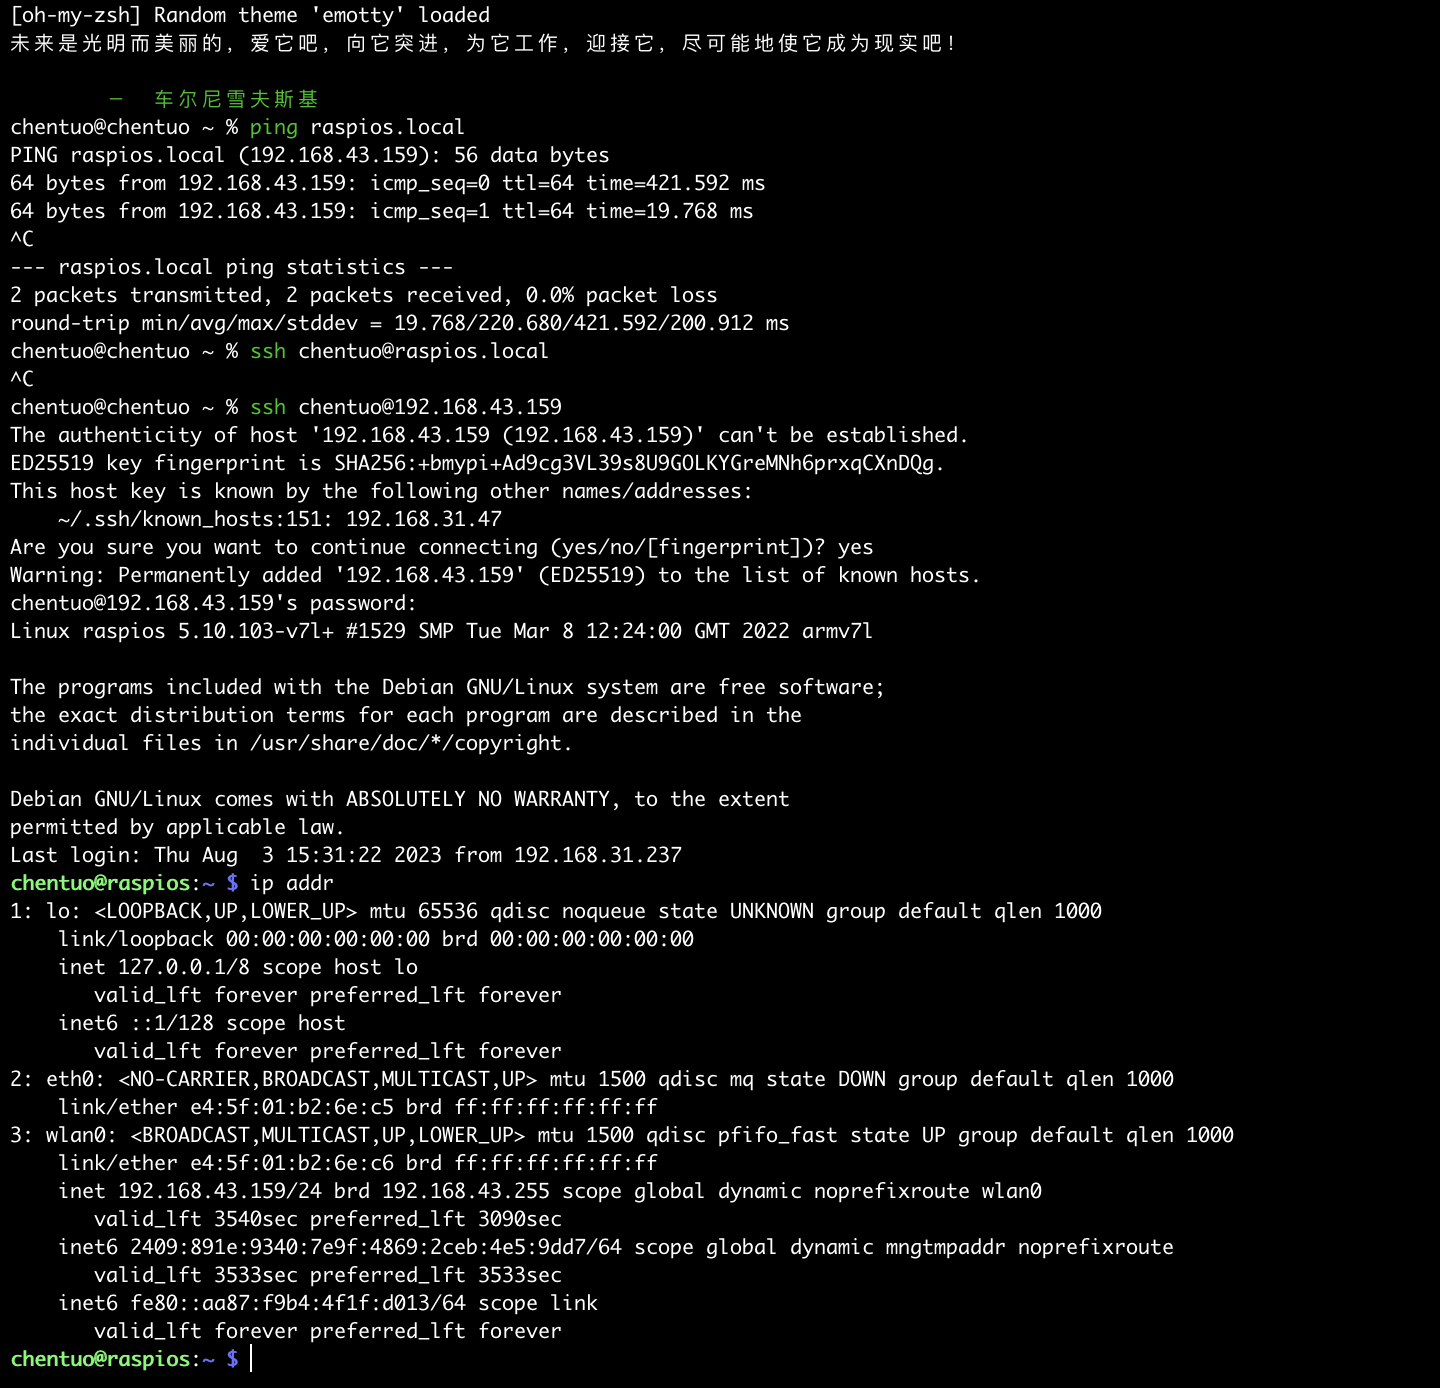 [oh-my-zsh] Random theme 'emotty' loaded
未来是光明而美丽的，爱它吧，向它突进，为它工作，迎接它，尽可能地使它成为现实吧！
— 车尔尼雪夫斯基
chentuo@chentuo ~ % ping raspios.local
PING raspios.local (192.168.43.159): 56 data bytes
64 bytes from 192.168.43.159: icmp_seq=0 ttl=64 time=421.592 ms
64 bytes from 192.168.43.159: icmp_seq=1 ttl=64 time=19.768 ms
^C
--- raspios.local ping statistics ---
2 packets transmitted, 2 packets received, 0.0% packet loss
round-trip min/avg/max/stddev = 19.768/220.680/421.592/200.912 ms
chentuo@chentuo ~ % ssh chentuo@raspios.local
^C
chentuo@chentuo ~ % ssh chentuo@192.168.43.159
The authenticity of host '192.168.43.159 (192.168.43.159)' can't be established.
ED25519 key fingerprint is SHA256:+bmypi+Ad9cg3VL39s8U9GOLKYGreMNh6prxqCXnDQg.
This host key is known by the following other names/addresses:
    ~/.ssh/known_hosts:151: 192.168.31.47
Are you sure you want to continue connecting (yes/no/[fingerprint])? yes
Warning: Permanently added '192.168.43.159' (ED25519) to the list of known hosts.
chentuo@192.168.43.159's password:
Linux raspios 5.10.103-v7l+ #1529 SMP Tue Mar 8 12:24:00 GMT 2022 armv7l
The programs included with the Debian GNU/Linux system are free software;
the exact distribution terms for each program are described in the
individual files in /usr/share/doc/*/copyright.
Debian GNU/Linux comes with ABSOLUTELY NO WARRANTY, to the extent
permitted by applicable law.
Last login: Thu Aug  3 15:31:22 2023 from 192.168.31.237
chentuo@raspios:~ $ ip addr
1: lo: <LOOPBACK,UP,LOWER_UP> mtu 65536 qdisc noqueue state UNKNOWN group default qlen 1000
    link/loopback 00:00:00:00:00:00 brd 00:00:00:00:00:00
    inet 127.0.0.1/8 scope host lo
       valid_lft forever preferred_lft forever
    inet6 ::1/128 scope host
       valid_lft forever preferred_lft forever
2: eth0: <NO-CARRIER,BROADCAST,MULTICAST,UP> mtu 1500 qdisc mq state DOWN group default qlen 1000
    link/ether e4:5f:01:b2:6e:c5 brd ff:ff:ff:ff:ff:ff
3: wlan0: <BROADCAST,MULTICAST,UP,LOWER_UP> mtu 1500 qdisc pfifo_fast state UP group default qlen 1000
    link/ether e4:5f:01:b2:6e:c6 brd ff:ff:ff:ff:ff:ff
    inet 192.168.43.159/24 brd 192.168.43.255 scope global dynamic noprefixroute wlan0
       valid_lft 3540sec preferred_lft 3090sec
    inet6 2409:891e:9340:7e9f:4869:2ceb:4e5:9dd7/64 scope global dynamic mngtmpaddr noprefixroute
       valid_lft 3533sec preferred_lft 3533sec
    inet6 fe80::aa87:f9b4:4f1f:d013/64 scope link
       valid_lft forever preferred_lft forever
chentuo@raspios:~ $